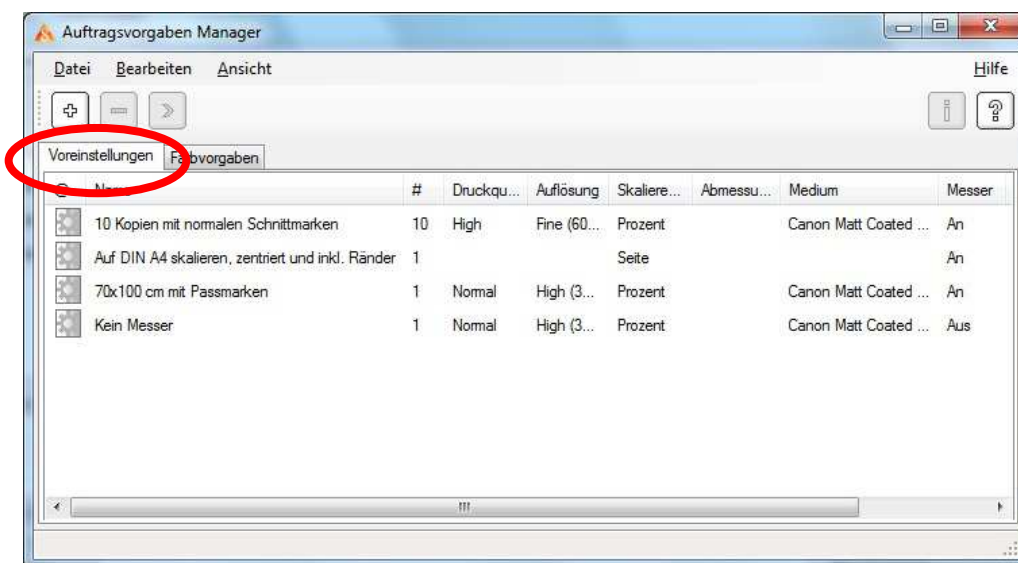 Auftragsvorgaben Manager
Datei Bearbeiten Ansicht Hilfe
Voreinstellungen Farbvorgaben
@ Name # Druckqu... Auflösung Skaliere... Abmessu... Medium Messer
10 Kopien mit normalen Schnittmarken 10 High Fine (60... Prozent Canon Matt Coated ... An
Auf DIN A4 skalieren, zentriert und inkl. Ränder 1 Seite An
70x100 cm mit Passmarken 1 Normal High (3... Prozent Canon Matt Coated ... An
Kein Messer 1 Normal High (3... Prozent Canon Matt Coated ... Aus